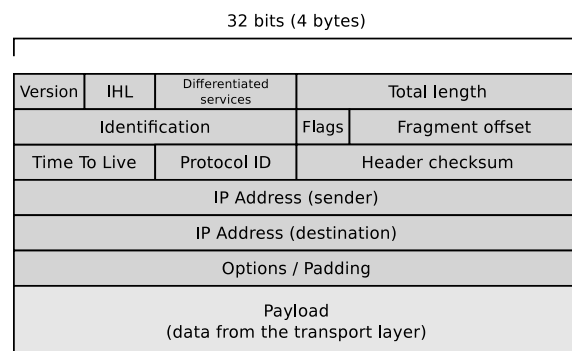 32 bits (4 bytes)
Version IHL Differentiated services Total length
Identification Flags Fragment offset
Time To Live Protocol ID Header checksum
IP Address (sender)
IP Address (destination)
Options / Padding
Payload
(data from the transport layer)